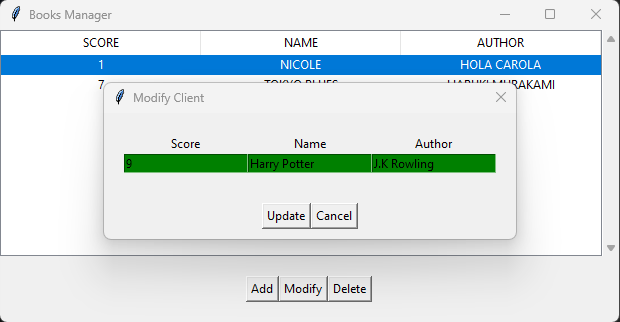 Books Manager
SCORE NAME AUTHOR
1 NICOLE HOLA CAROLA
7 TOKYO BLUES HARUKI MURAKAMI
Modify Client
Score Name Author
9 Harry Potter J.K Rowling
Update Cancel
Add Modify Delete